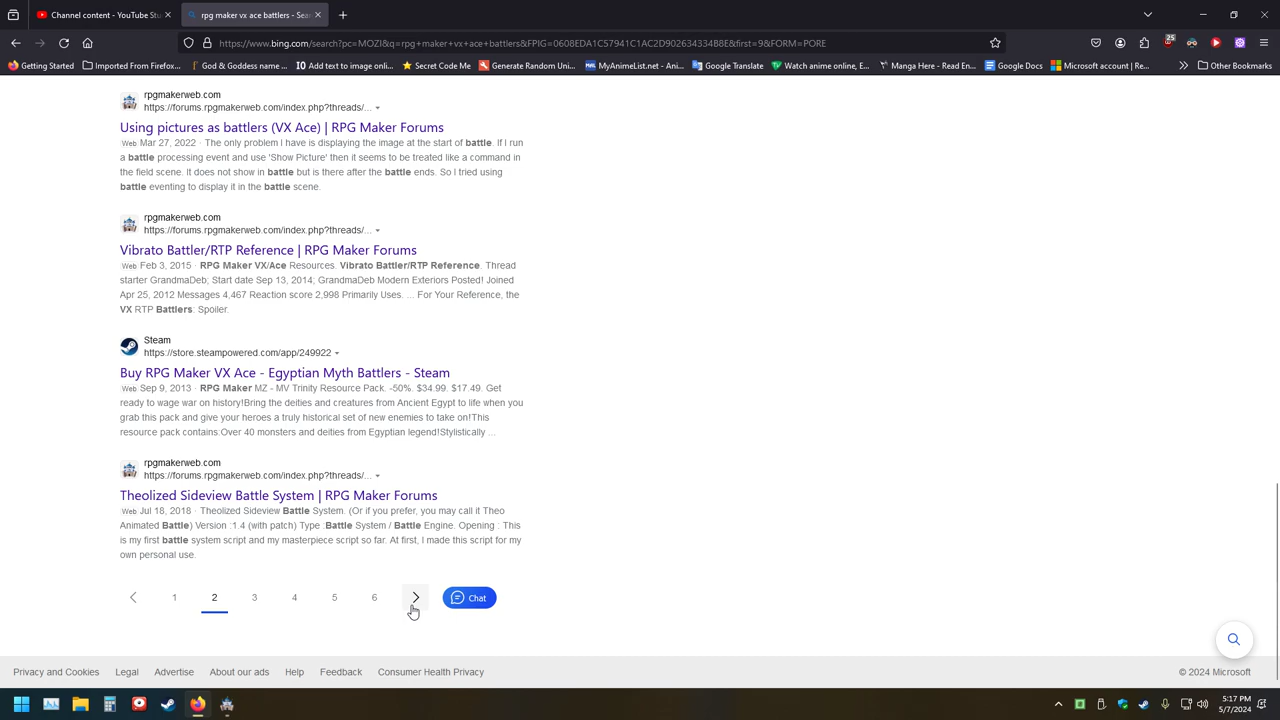 Channel content - YouTube Stu
rpg maker vx ace battlers - Sea
https://www.bing.com/search?pc=MOZI&q=rpg+maker+vx+ace+battlers&FPIG=0608EDA1C57941C1AC2D902634334B8E&first=9&FORM=PORE
25
Getting Started
Imported From Firefox...
God & Goddess name ...
Add text to image onli...
Secret Code Me
Generate Random Uni...
MyAnimeList.net - Ani...
Google Translate
Watch anime online, E...
Manga Here - Read En...
Google Docs
Microsoft account | Re...
Other Bookmarks
rpgmakerweb.com
https://forums.rpgmakerweb.com/index.php?threads/...
Using pictures as battlers (VX Ace) | RPG Maker Forums
Web Mar 27, 2022 · The only problem I have is displaying the image at the start of battle. If I run
a battle processing event and use 'Show Picture' then it seems to be treated like a command in
the field scene. It does not show in battle but is there after the battle ends. So I tried using
battle eventing to display it in the battle scene.
rpgmakerweb.com
https://forums.rpgmakerweb.com/index.php?threads/...
Vibrato Battler/RTP Reference | RPG Maker Forums
Web Feb 3, 2015 · RPG Maker VX/Ace Resources. Vibrato Battler/RTP Reference. Thread
starter GrandmaDeb; Start date Sep 13, 2014; GrandmaDeb Modern Exteriors Posted! Joined
Apr 25, 2012 Messages 4,467 Reaction score 2,998 Primarily Uses. ... For Your Reference, the
VX RTP Battlers: Spoiler.
Steam
https://store.steampowered.com/app/249922
Buy RPG Maker VX Ace - Egyptian Myth Battlers - Steam
Web Sep 9, 2013 · RPG Maker MZ - MV Trinity Resource Pack. -50%. $34.99. $17.49. Get
ready to wage war on history!Bring the deities and creatures from Ancient Egypt to life when you
grab this pack and give your heroes a truly historical set of new enemies to take on!This
resource pack contains:Over 40 monsters and deities from Egyptian legend!Stylistically ...
rpgmakerweb.com
https://forums.rpgmakerweb.com/index.php?threads/...
Theolized Sideview Battle System | RPG Maker Forums
Web Jul 18, 2018 · Theolized Sideview Battle System. (Or if you prefer, you may call it Theo
Animated Battle) Version :1.4 (with patch) Type :Battle System / Battle Engine. Opening : This
is my first battle system script and my masterpiece script so far. At first, I made this script for my
own personal use.
1 2 3 4 5 6
Chat
Privacy and Cookies Legal Advertise About our ads Help Feedback Consumer Health Privacy
© 2024 Microsoft
5:17 PM
5/7/2024